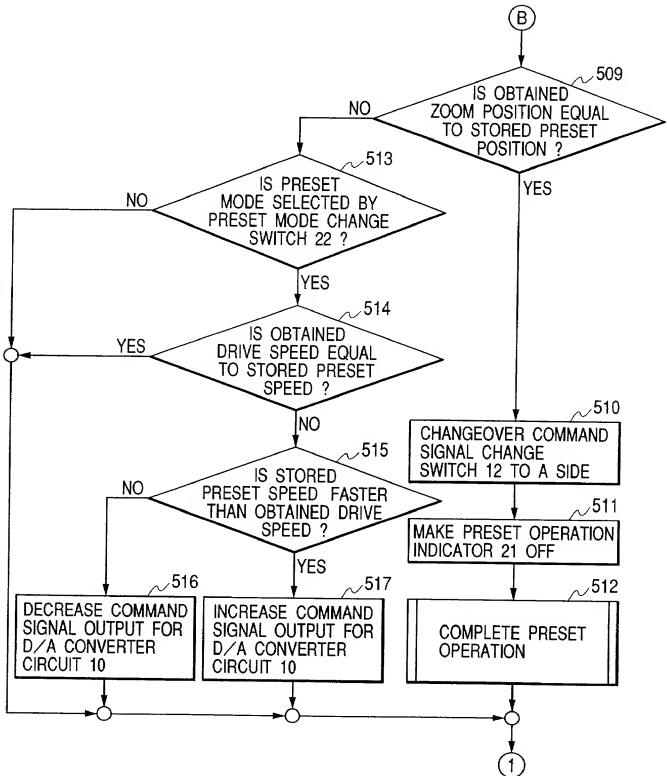 B
509
IS OBTAINED
ZOOM POSITION EQUAL
TO STORED PRESET
POSITION ?
NO
YES
513
IS PRESET
MODE SELECTED BY
PRESET MODE CHANGE
SWITCH 22 ?
NO
YES
514
IS OBTAINED
DRIVE SPEED EQUAL
TO STORED PRESET
SPEED ?
YES
NO
515
IS STORED
PRESET SPEED FASTER
THAN OBTAINED DRIVE
SPEED ?
NO
YES
510
CHANGEOVER COMMAND
SIGNAL CHANGE
SWITCH 12 TO A SIDE
511
MAKE PRESET OPERATION
INDICATOR 21 OFF
516
DECREASE COMMAND
SIGNAL OUTPUT FOR
D/A CONVERTER
CIRCUIT 10
517
INCREASE COMMAND
SIGNAL OUTPUT FOR
D/A CONVERTER
CIRCUIT 10
512
COMPLETE PRESET
OPERATION
1